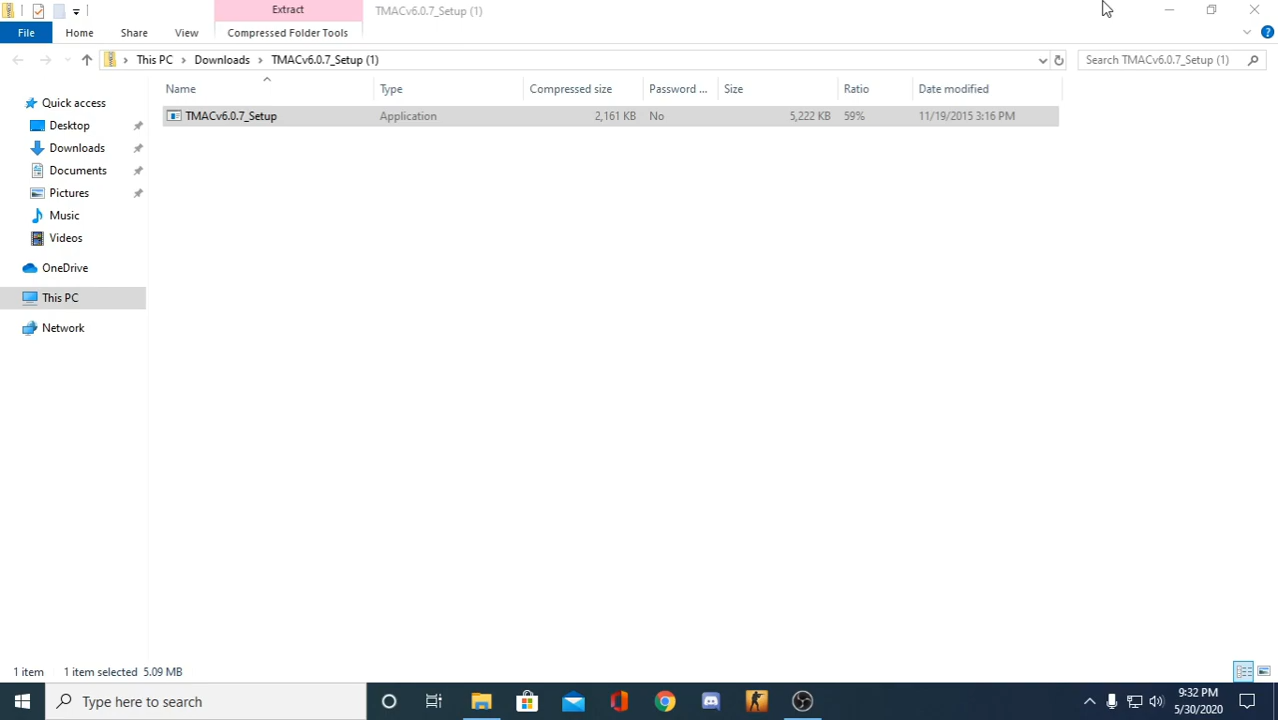 Extract
TMACv6.0.7_Setup (1)
File
Home
Share
View
Compressed Folder Tools
This PC
Downloads
TMACv6.0.7_Setup (1)
Search TMACv6.0.7_Setup (1)
Name
Type
Compressed size
Password ...
Size
Ratio
Date modified
TMACv6.0.7_Setup
Application
2,161 KB
No
5,222 KB
59%
11/19/2015 3:16 PM
Quick access
Desktop
Downloads
Documents
Pictures
Music
Videos
OneDrive
This PC
Network
1 item
1 item selected 5.09 MB
Type here to search
9:32 PM
5/30/2020